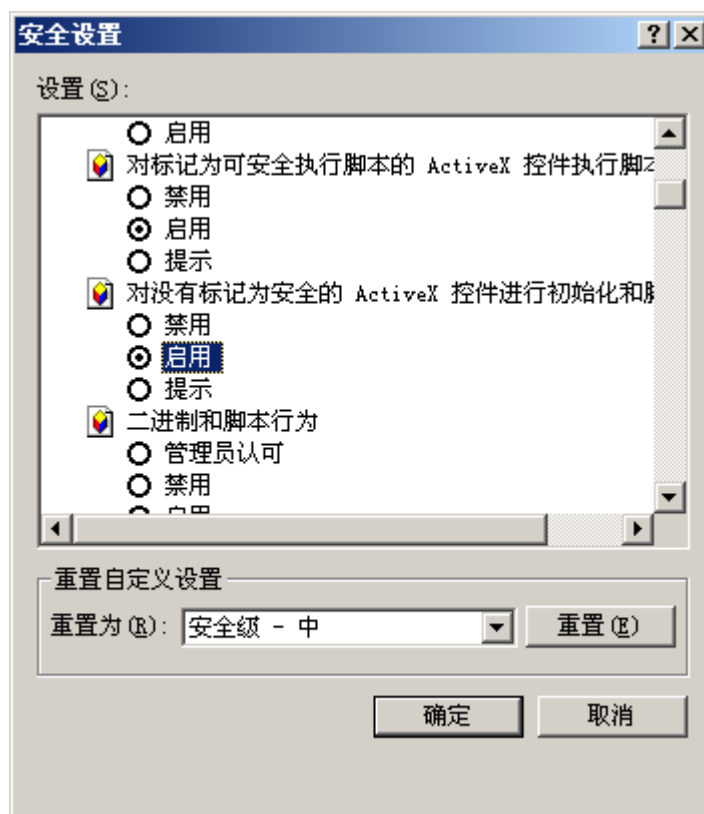 安全设置
设置(S):
启用
对标记为可安全执行脚本的 ActiveX 控件执行脚本
禁用
启用
提示
对没有标记为安全的 ActiveX 控件进行初始化和脚
禁用
启用
提示
二进制和脚本行为
管理员认可
禁用
启用
重置自定义设置
重置为(R):
安全级 - 中
重置(E)
确定
取消